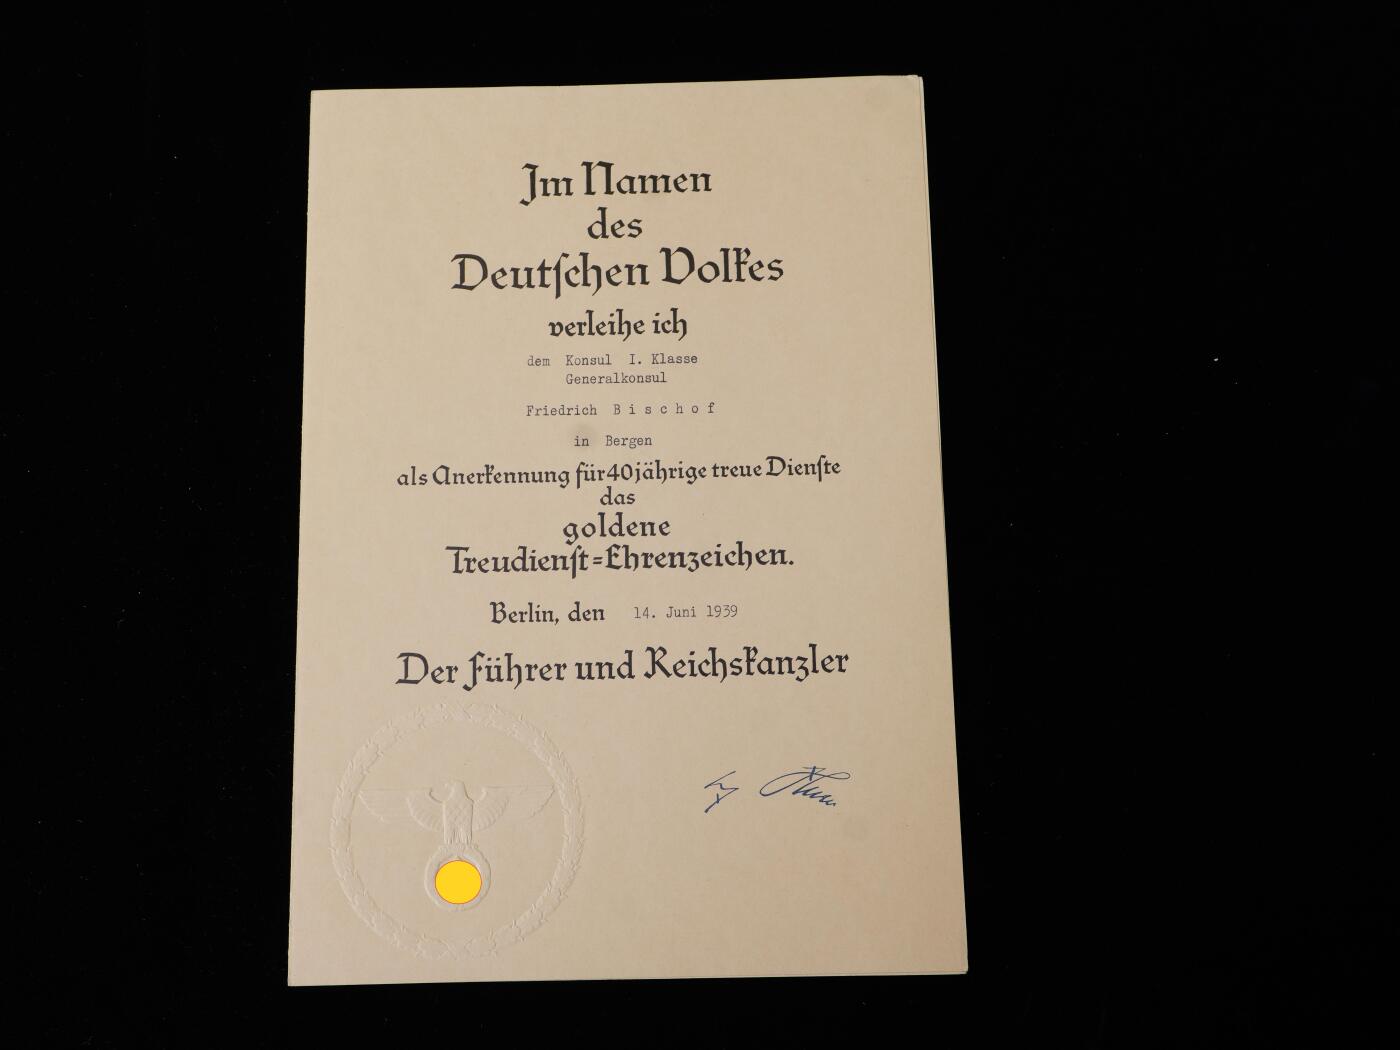 Im Namen
des
Deutſchen Volkes
verleihe ich
dem Konsul I. Klasse
Generalkonsul
Friedrich B i s c h o f
in Bergen
als Anerkennung für 40jährige treue Dienſte
das
goldene
Treudienſt=Ehrenzeichen.
Berlin, den 14. Juni 1939
Der Führer und Reichskanzler